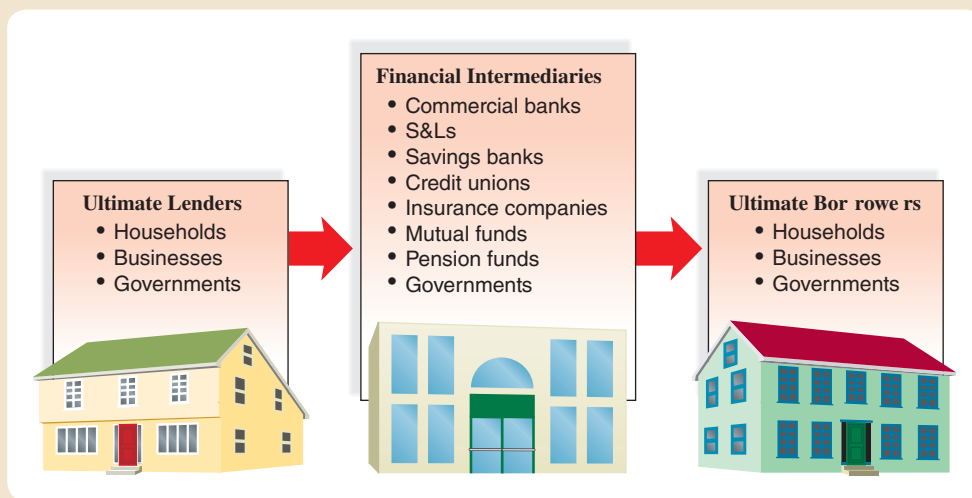 Ultimate Lenders
• Households
• Businesses
• Governments
Financial Intermediaries
• Commercial banks
• S&Ls
• Savings banks
• Credit unions
• Insurance companies
• Mutual funds
• Pension funds
• Governments
Ultimate Bor rowe rs
• Households
• Businesses
• Governments